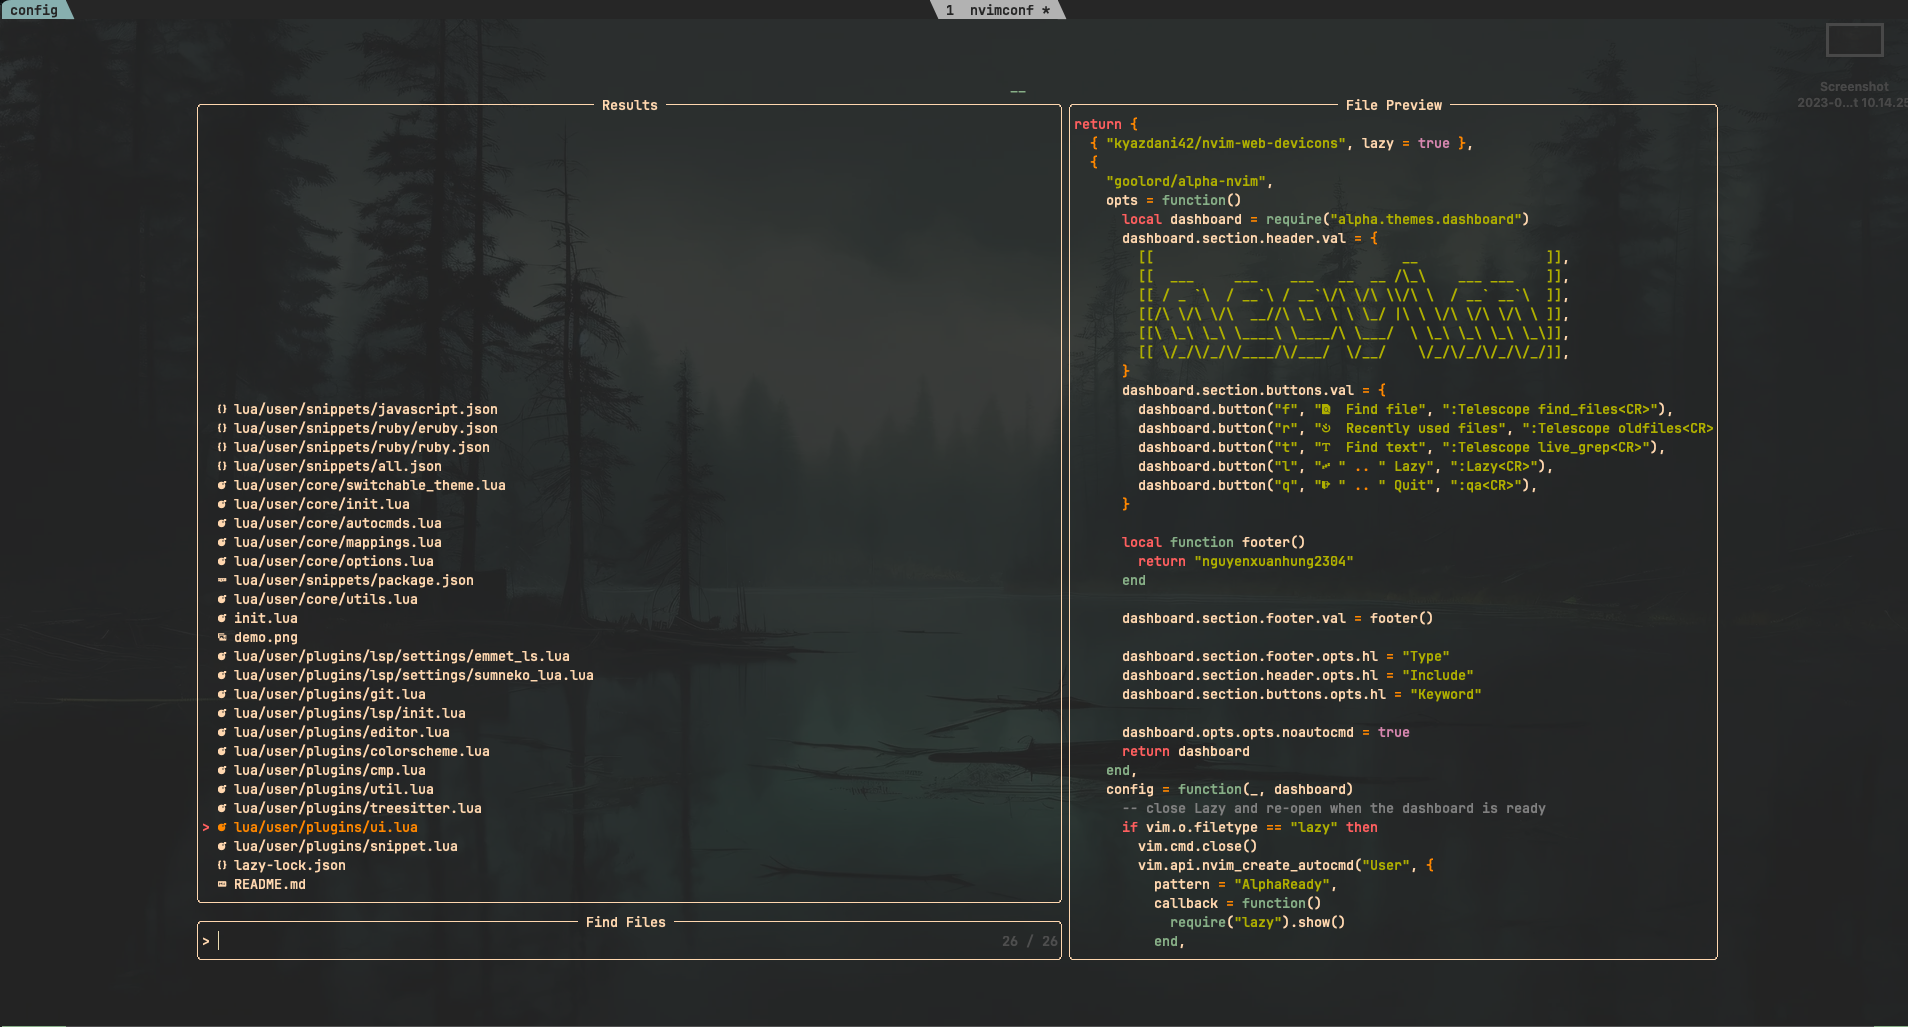 config
1 nvimconf *
Screenshot
2023-0...t 10.14.25
Results
lua/user/snippets/javascript.json
lua/user/snippets/ruby/eruby.json
lua/user/snippets/ruby/ruby.json
lua/user/snippets/all.json
lua/user/core/switchable_theme.lua
lua/user/core/init.lua
lua/user/core/autocmds.lua
lua/user/core/mappings.lua
lua/user/core/options.lua
lua/user/snippets/package.json
lua/user/core/utils.lua
init.lua
demo.png
lua/user/plugins/lsp/settings/emmet_ls.lua
lua/user/plugins/lsp/settings/sumneko_lua.lua
lua/user/plugins/git.lua
lua/user/plugins/lsp/init.lua
lua/user/plugins/editor.lua
lua/user/plugins/colorscheme.lua
lua/user/plugins/cmp.lua
lua/user/plugins/util.lua
lua/user/plugins/treesitter.lua
> lua/user/plugins/ui.lua
lua/user/plugins/snippet.lua
lazy-lock.json
README.md
Find Files
> 26 / 26
File Preview
return {
  { "kyazdani42/nvim-web-devicons", lazy = true },
  {
    "goolord/alpha-nvim",
    opts = function()
      local dashboard = require("alpha.themes.dashboard")
      dashboard.section.header.val = {
        [[                               __                ]],
        [[  ___     ___    ___   __  __ /\_\    ___ ___    ]],
        [[ / _ `\  / __`\ / __`\/\ \/\ \\/\ \  / __` __`\  ]],
        [[/\ \/\ \/\  __//\ \_\ \ \ \_/ |\ \ \/\ \/\ \/\ \ ]],
        [[\ \_\ \_\ \____\ \____/\ \___/  \ \_\ \_\ \_\ \_\]],
        [[ \/_/\/_/\/____/\/___/  \/__/    \/_/\/_/\/_/\/_/]],
      }
      dashboard.section.buttons.val = {
        dashboard.button("f", "  Find file", ":Telescope find_files<CR>"),
        dashboard.button("r", "  Recently used files", ":Telescope oldfiles<CR>
        dashboard.button("t", "  Find text", ":Telescope live_grep<CR>"),
        dashboard.button("l", " " .. " Lazy", ":Lazy<CR>"),
        dashboard.button("q", " " .. " Quit", ":qa<CR>"),
      }
      local function footer()
        return "nguyenxuanhung2304"
      end
      dashboard.section.footer.val = footer()
      dashboard.section.footer.opts.hl = "Type"
      dashboard.section.header.opts.hl = "Include"
      dashboard.section.buttons.opts.hl = "Keyword"
      dashboard.opts.opts.noautocmd = true
      return dashboard
    end,
    config = function(_, dashboard)
      -- close Lazy and re-open when the dashboard is ready
      if vim.o.filetype == "lazy" then
        vim.cmd.close()
        vim.api.nvim_create_autocmd("User", {
          pattern = "AlphaReady",
          callback = function()
            require("lazy").show()
          end,